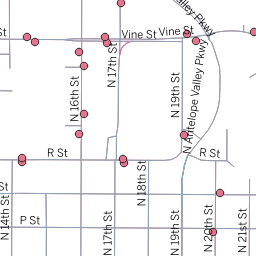 Valley Pkwy
St
Vine St
Vine St
N 17th St
N 16th St
N 19th St
N Antelope Valley Pkwy
R St
R St
N 18th St
N 14th St
P St
N 17th St
N 19th St
N 20th St
N 21st St